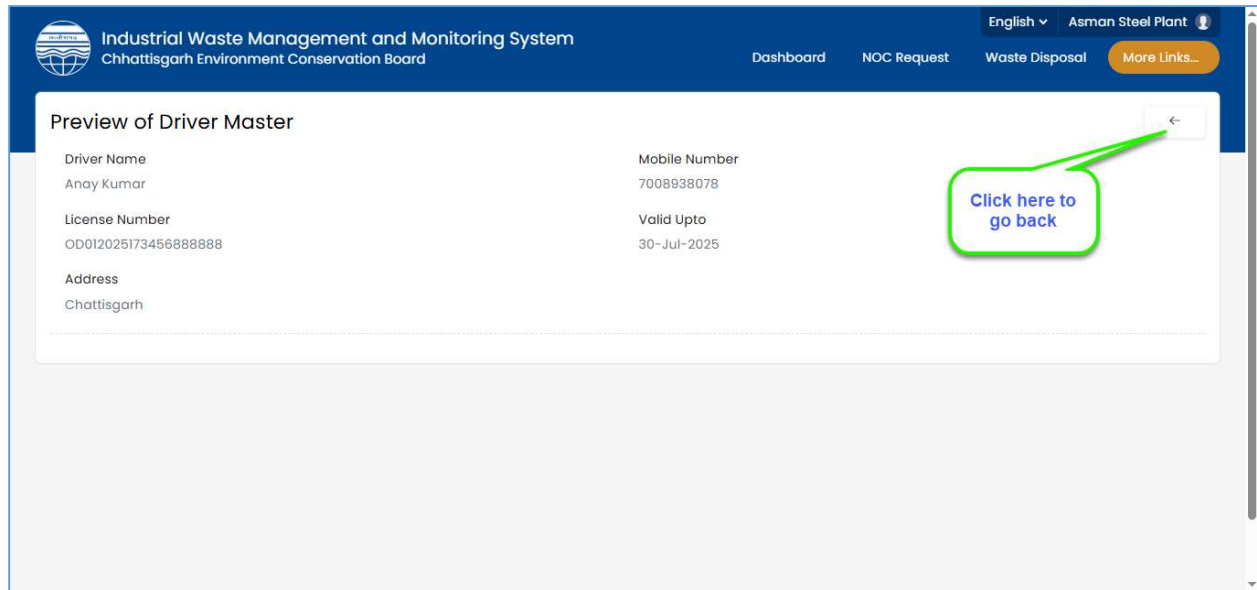 English
Asman Steel Plant
Industrial Waste Management and Monitoring System
Chhattisgarh Environment Conservation Board
Dashboard
NOC Request
Waste Disposal
More Links...
Preview of Driver Master
Driver Name
Mobile Number
Anay Kumar
7008938078
Click here to
go back
License Number
Valid Upto
OD012025173456888888
30-Jul-2025
Address
Chattisgarh